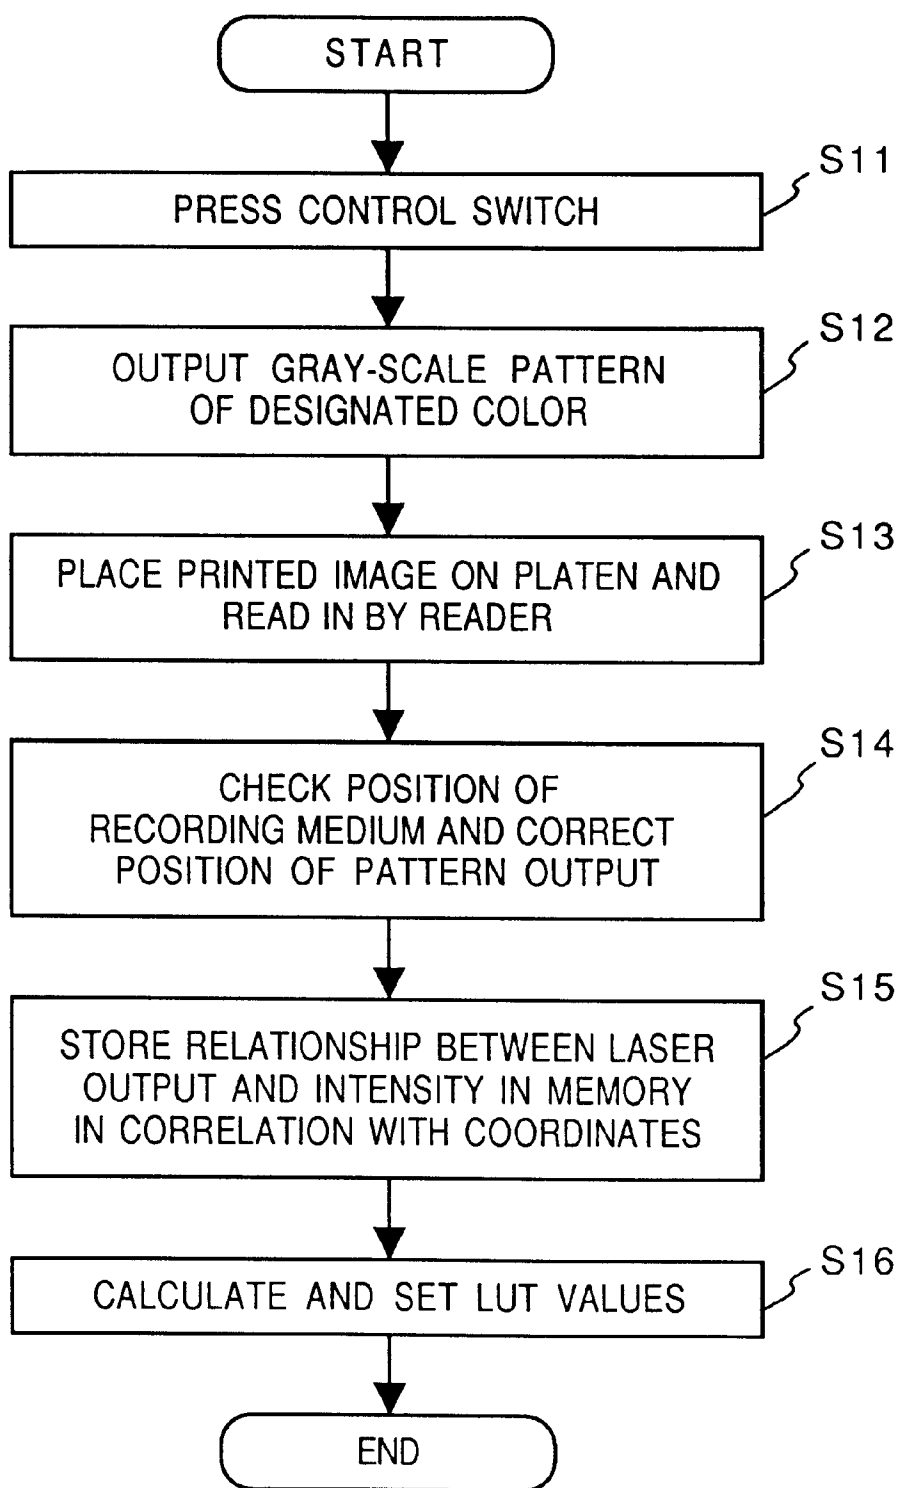 START
S11
PRESS CONTROL SWITCH
S12
OUTPUT GRAY-SCALE PATTERN
OF DESIGNATED COLOR
S13
PLACE PRINTED IMAGE ON PLATEN AND
READ IN BY READER
S14
CHECK POSITION OF
RECORDING MEDIUM AND CORRECT
POSITION OF PATTERN OUTPUT
S15
STORE RELATIONSHIP BETWEEN LASER
OUTPUT AND INTENSITY IN MEMORY
IN CORRELATION WITH COORDINATES
S16
CALCULATE AND SET LUT VALUES
END